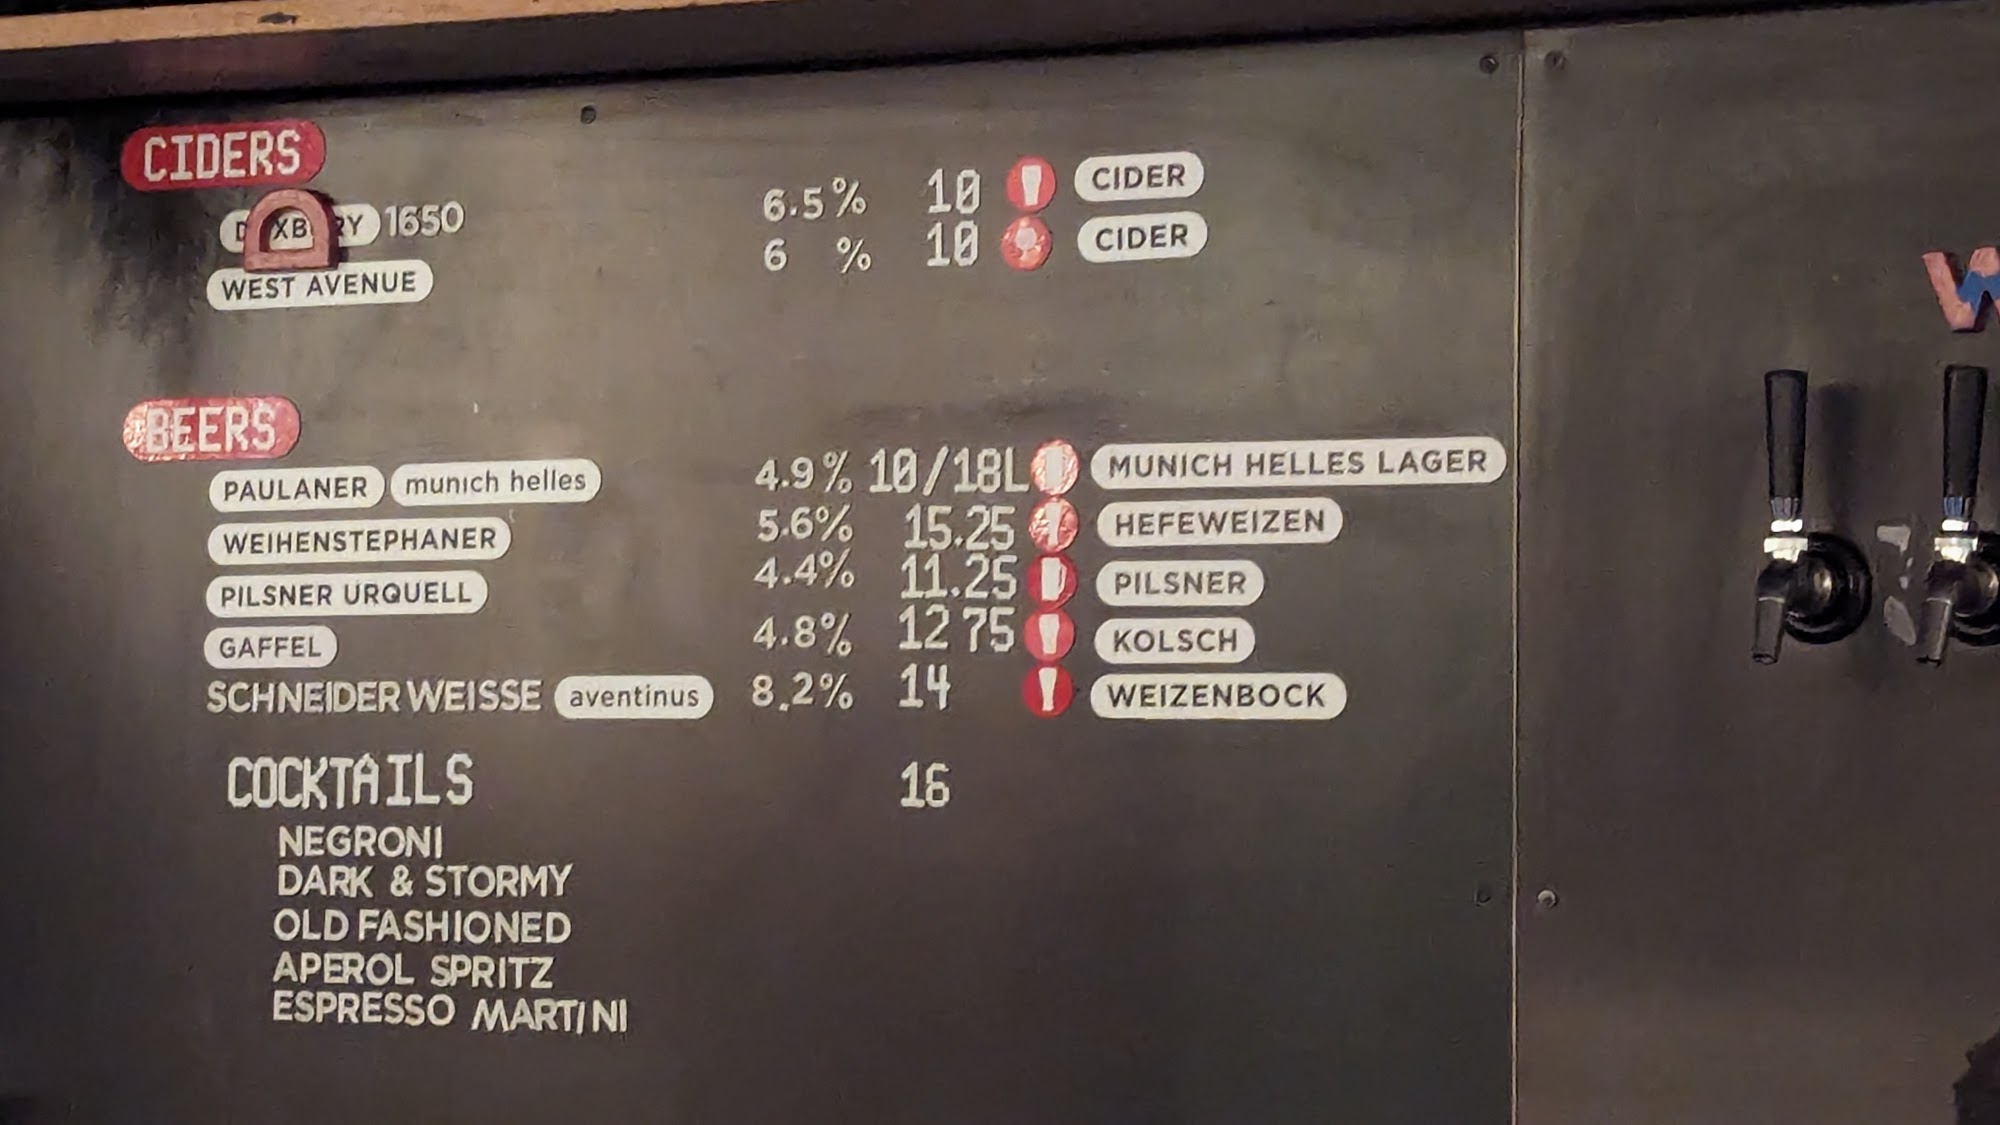 CIDERS
1650 6.5% 10 CIDER
WEST AVENUE 6 % 10 CIDER
BEERS
PAULANER munich helles 4.9% 10/18L MUNICH HELLES LAGER
WEIHENSTEPHANER 5.6% 15.25 HEFEWEIZEN
PILSNER URQUELL 4.4% 11.25 PILSNER
GAFFEL 4.8% 12 75 KOLSCH
SCHNEIDER WEISSE aventinus 8.2% 14 WEIZENBOCK
COCKTAILS 16
NEGRONI
DARK & STORMY
OLD FASHIONED
APEROL SPRITZ
ESPRESSO MARTINI